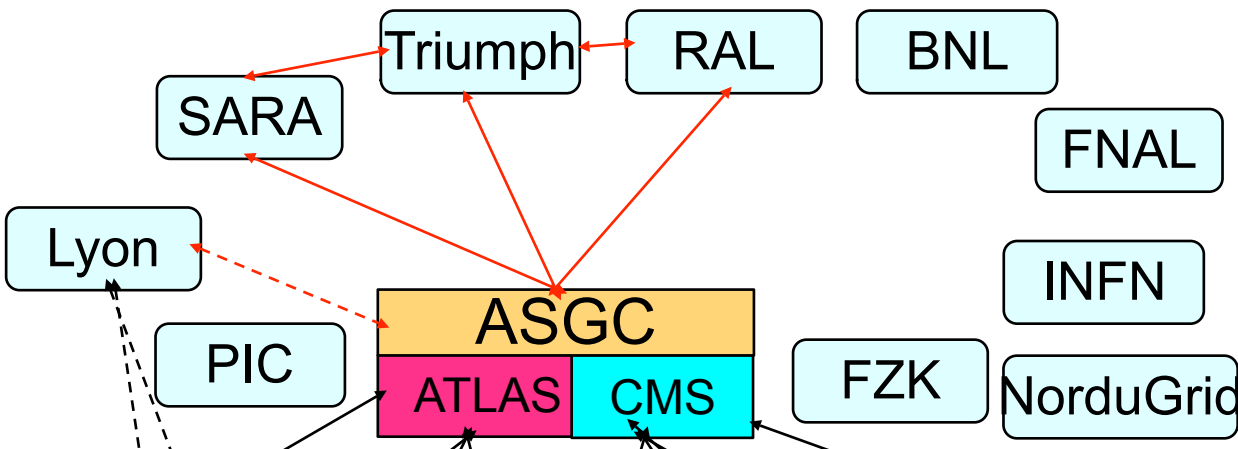 Triumph
RAL
BNL
SARA
FNAL
Lyon
INFN
ASGC
PIC
FZK
NorduGrid
ATLAS
CMS